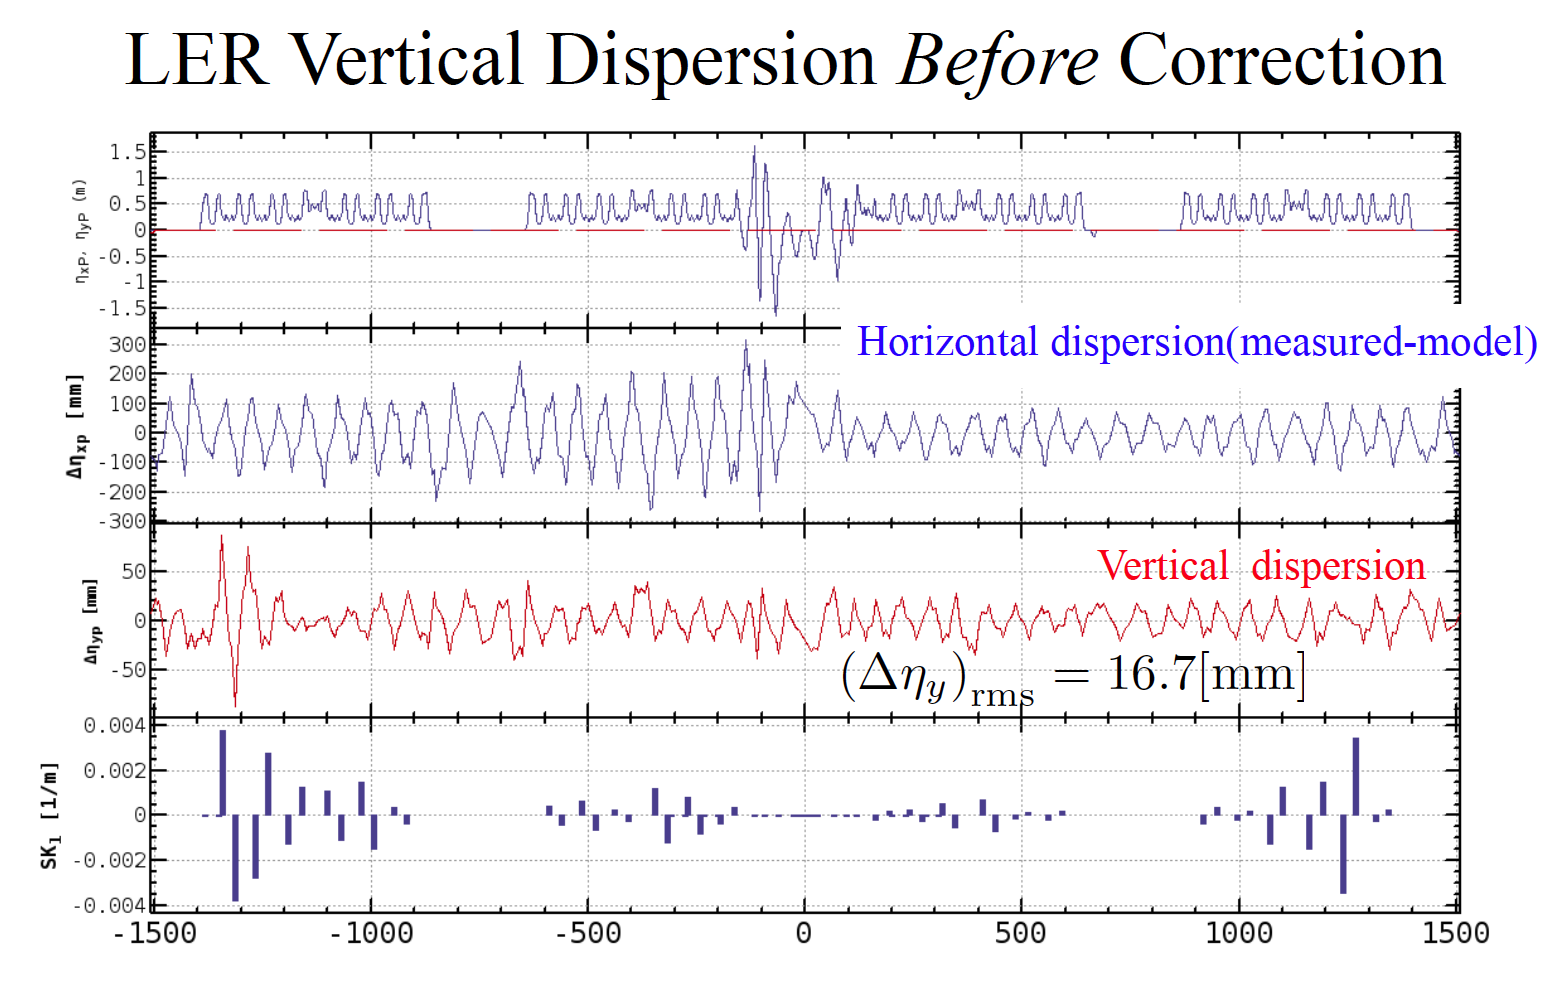 LER Vertical Dispersion Before Correction
1.5
1
0.5
0
-0.5
-1
-1.5
ηxP, ηyP (m)
Horizontal dispersion(measured-model)
300
200
100
0
-100
-200
-300
Δηxp [mm]
Vertical dispersion
50
0
-50
Δηyp [mm]
(Δηy)rms = 16.7[mm]
0.004
0.002
0
-0.002
-0.004
SK1 [1/m]
-1500 -1000 -500 0 500 1000 1500